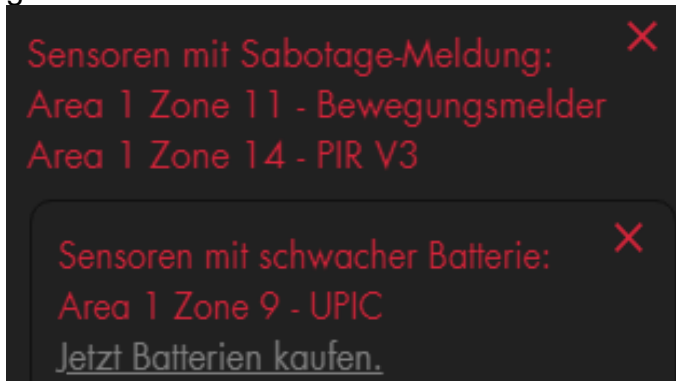 Sensoren mit Sabotage-Meldung:
Area 1 Zone 11 - Bewegungsmelder
Area 1 Zone 14 - PIR V3
Sensoren mit schwacher Batterie:
Area 1 Zone 9 - UPIC
Jetzt Batterien kaufen.